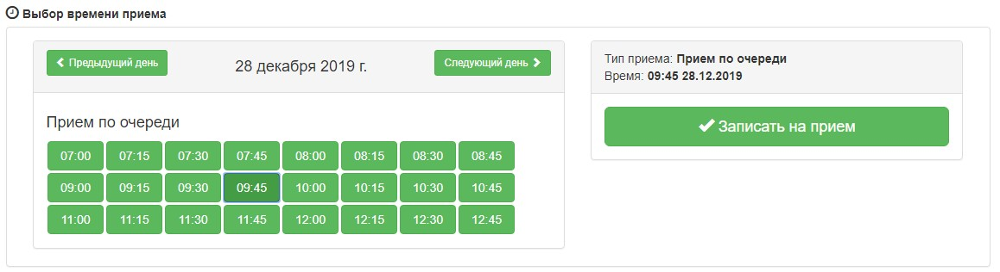 Выбор времени приема
Предыдущий день
28 декабря 2019 г.
Следующий день
Прием по очереди
07:00 07:15 07:30 07:45 08:00 08:15 08:30 08:45
09:00 09:15 09:30 09:45 10:00 10:15 10:30 10:45
11:00 11:15 11:30 11:45 12:00 12:15 12:30 12:45
Тип приема: Прием по очереди
Время: 09:45 28.12.2019
Записать на прием